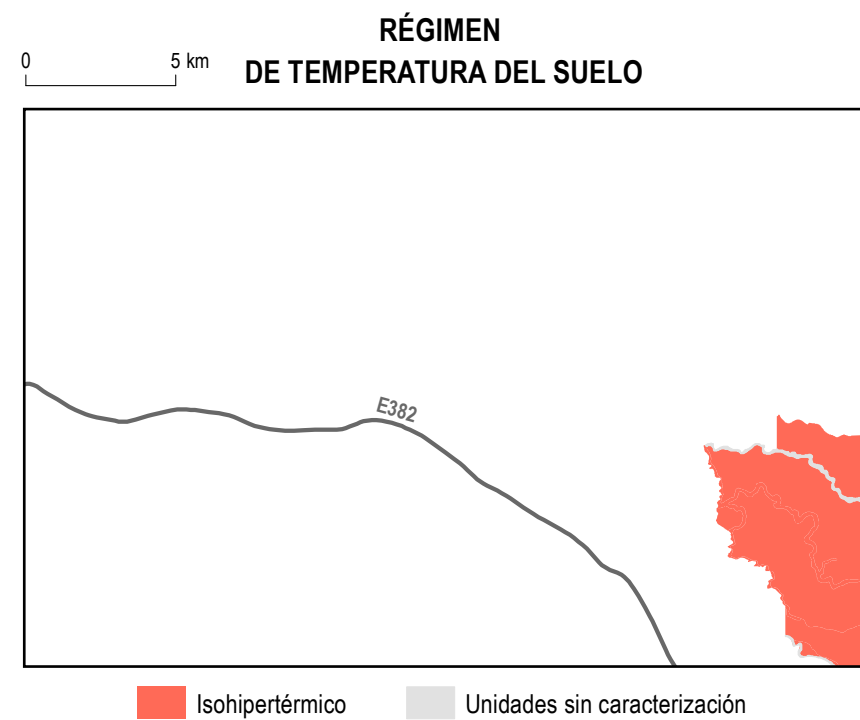 RÉGIMEN
DE TEMPERATURA DEL SUELO
0 5 km
E382
Isohipertérmico
Unidades sin caracterización